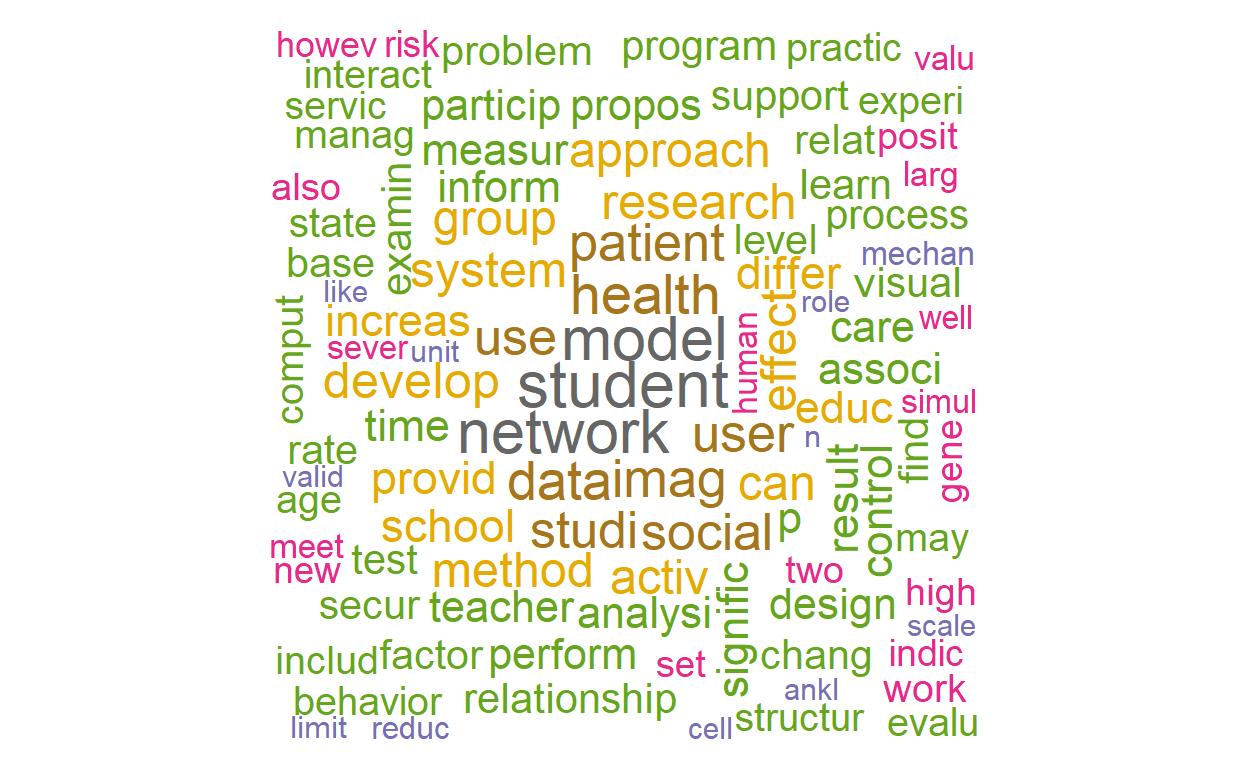 howev risk problem program practic valu
interact
servic particip propos support experi
manag measur approach relat posit
also examin inform research learn larg
state group patient level process
base system health differ visual mechan
like role
comput increas use model human effect care well
sever unit
develop student associ
educ simul
time network user n find gene
rate
valid provid data imag can result control
age
school studi social p may
meet test method activ two
new
secur teacher analysi signific design high
scale
includ factor perform set chang indic
behavior relationship ankl work
limit reduc cell structur evalu